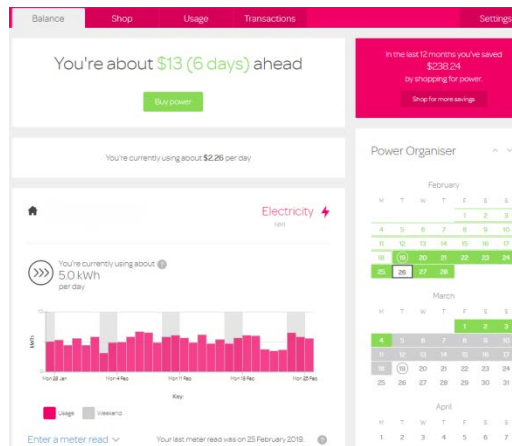 Balance Shop Usage Transactions Settings
You're about $13 (6 days) ahead
Buy power
In the last 12 months you've saved
$238.24
by shopping for power.
Shop for more savings
You're currently using about $2.26 per day
Power Organiser
Electricity
You're currently using about
5.0 kWh
per day
kWh
10
0
Mon 28 Jan Mon 4 Feb Mon 11 Feb Mon 18 Feb Mon 25 Feb
Key:
Usage Weekend
Enter a meter read
Your last meter read was on 25 February 2019.
February
M T W T F S S
1 2 3
4 5 6 7 8 9 10
11 12 13 14 15 16 17
18 19 20 21 22 23 24
25 26 27 28
March
M T W T F S S
1 2 3
4 5 6 7 8 9 10
11 12 13 14 15 16 17
18 19 20 21 22 23 24
25 26 27 28 29 30 31
April
M T W T F S S
1 2 3 4 5 6 7